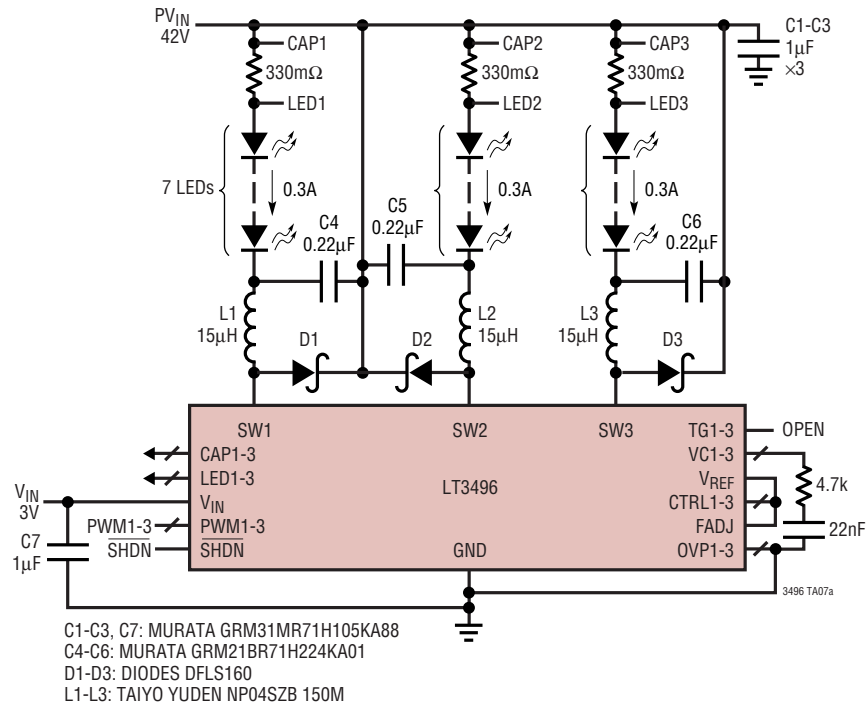 PVIN
42V
CAP1
330mΩ
LED1
CAP2
330mΩ
LED2
CAP3
330mΩ
LED3
C1-C3
1µF
×3
7 LEDs
0.3A
0.3A
0.3A
C4
0.22µF
C5
0.22µF
C6
0.22µF
L1
15µH
D1
D2
L2
15µH
L3
15µH
D3
SW1
SW2
SW3
TG1-3
OPEN
CAP1-3
VC1-3
LED1-3
LT3496
VREF
4.7k
VIN
3V
VIN
CTRL1-3
PWM1-3
PWM1-3
FADJ
22nF
C7
1µF
SHDN
SHDN
GND
OVP1-3
3496 TA07a
C1-C3, C7: MURATA GRM31MR71H105KA88
C4-C6: MURATA GRM21BR71H224KA01
D1-D3: DIODES DFLS160
L1-L3: TAIYO YUDEN NP04SZB 150M